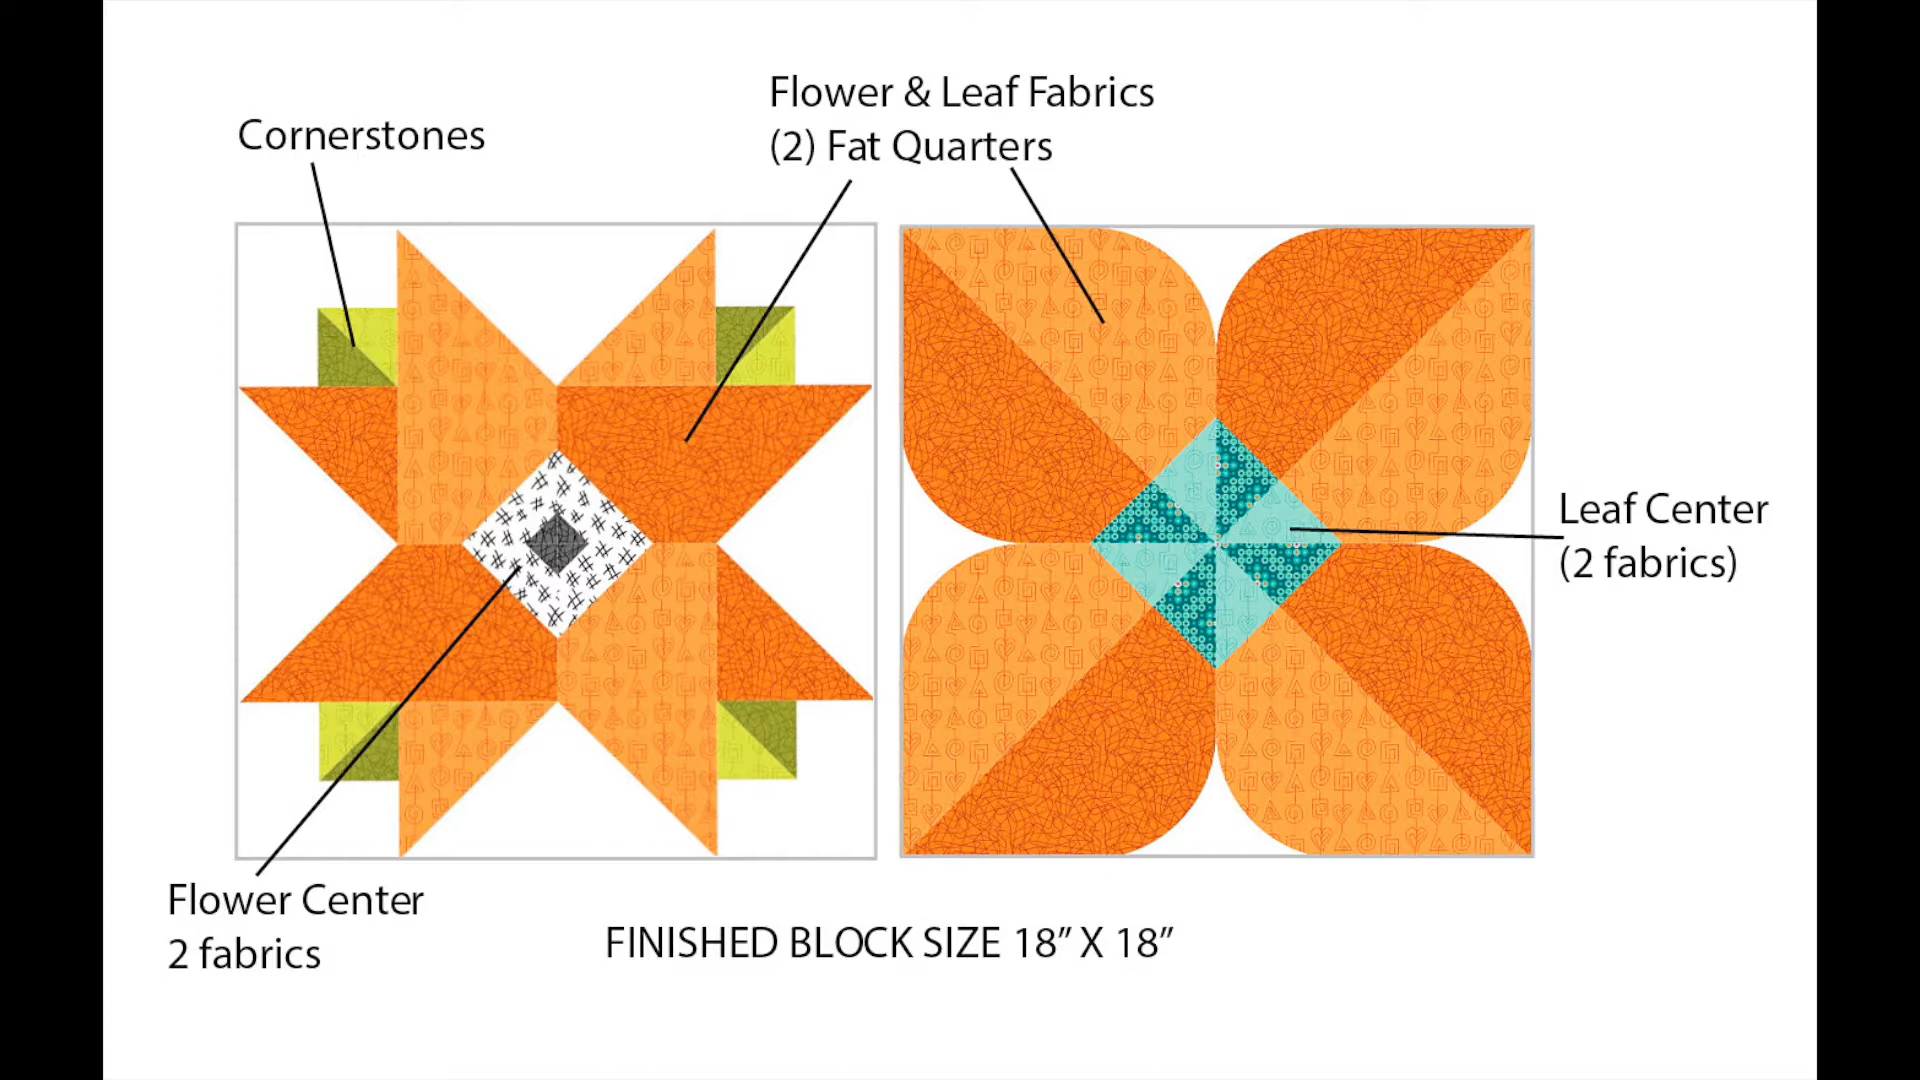 Flower & Leaf Fabrics
(2) Fat Quarters
Cornerstones
Leaf Center
(2 fabrics)
Flower Center
2 fabrics
FINISHED BLOCK SIZE 18” X 18”